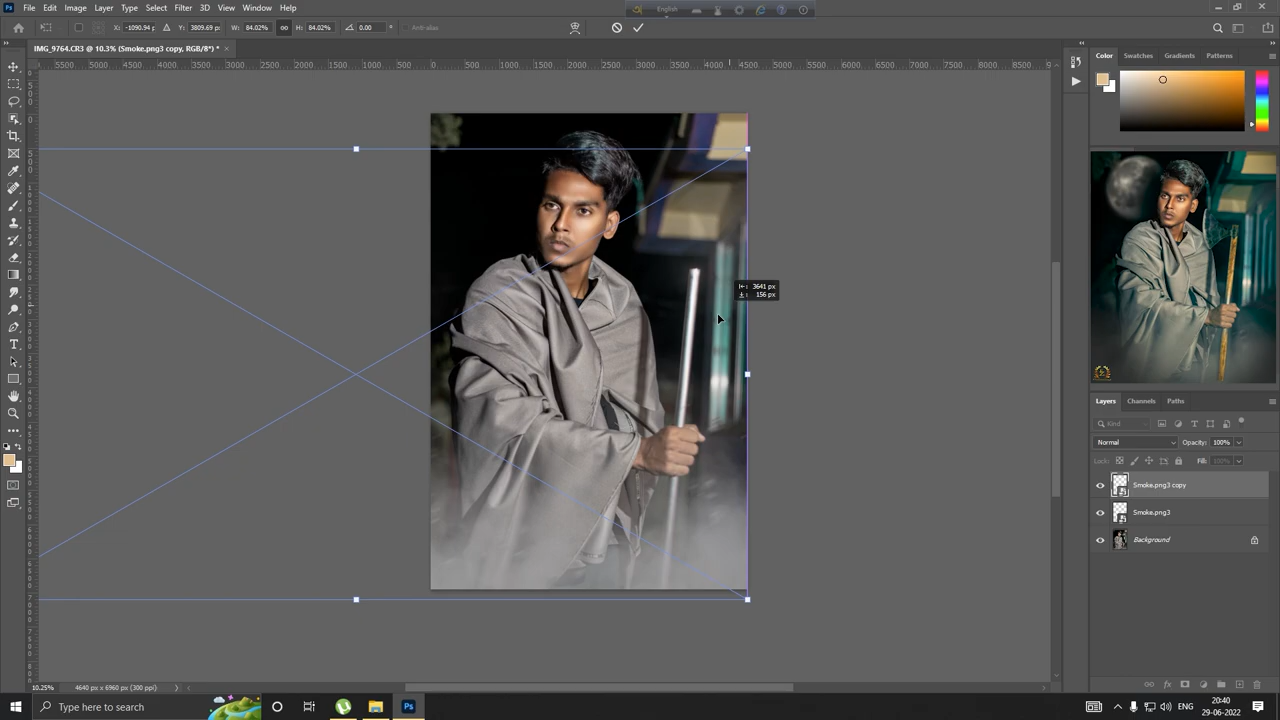 File Edit Image Layer Type Select Filter 3D View Window Help
English
X: -1090.94 p Y: 3809.69 p W: 84.02% H: 84.02% 0.00 ° Anti-alias
IMG_9764.CR3 @ 10.3% (Smoke.png3 copy, RGB/8*) * ×
5500 5000 4500 4000 3500 3000 2500 2000 1500 1000 500 0 500 1000 1500 2000 2500 3000 3500 4000 4500 5000 5500 6000 6500 7000 7500 8000 8500
Color Swatches Gradients Patterns
3641 px
156 px
Layers Channels Paths
Kind
Normal Opacity: 100%
Lock: Fill: 100%
Smoke.png3 copy
Smoke.png3
Background
10.25% 4640 px x 6960 px (300 ppi)
Type here to search
ENG
20:40
29-06-2022